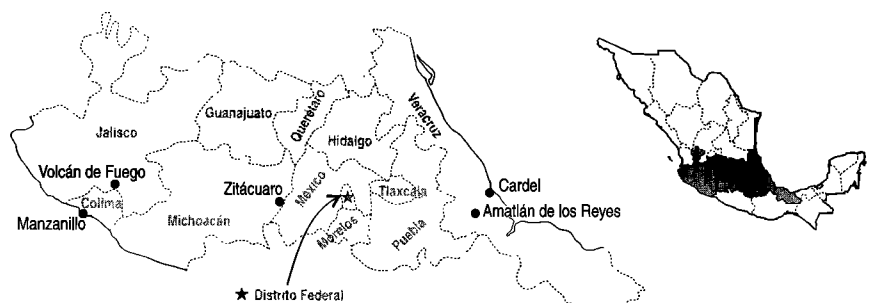 Jalisco
Guanajuato
Querétaro
Hidalgo
Veracruz
Volcán de Fuego
Colima
Manzanillo
Michoacán
Zitácuaro
México
Tlaxcala
Morelos
Puebla
Cardel
Amatlán de los Reyes
★ Distrito Federal